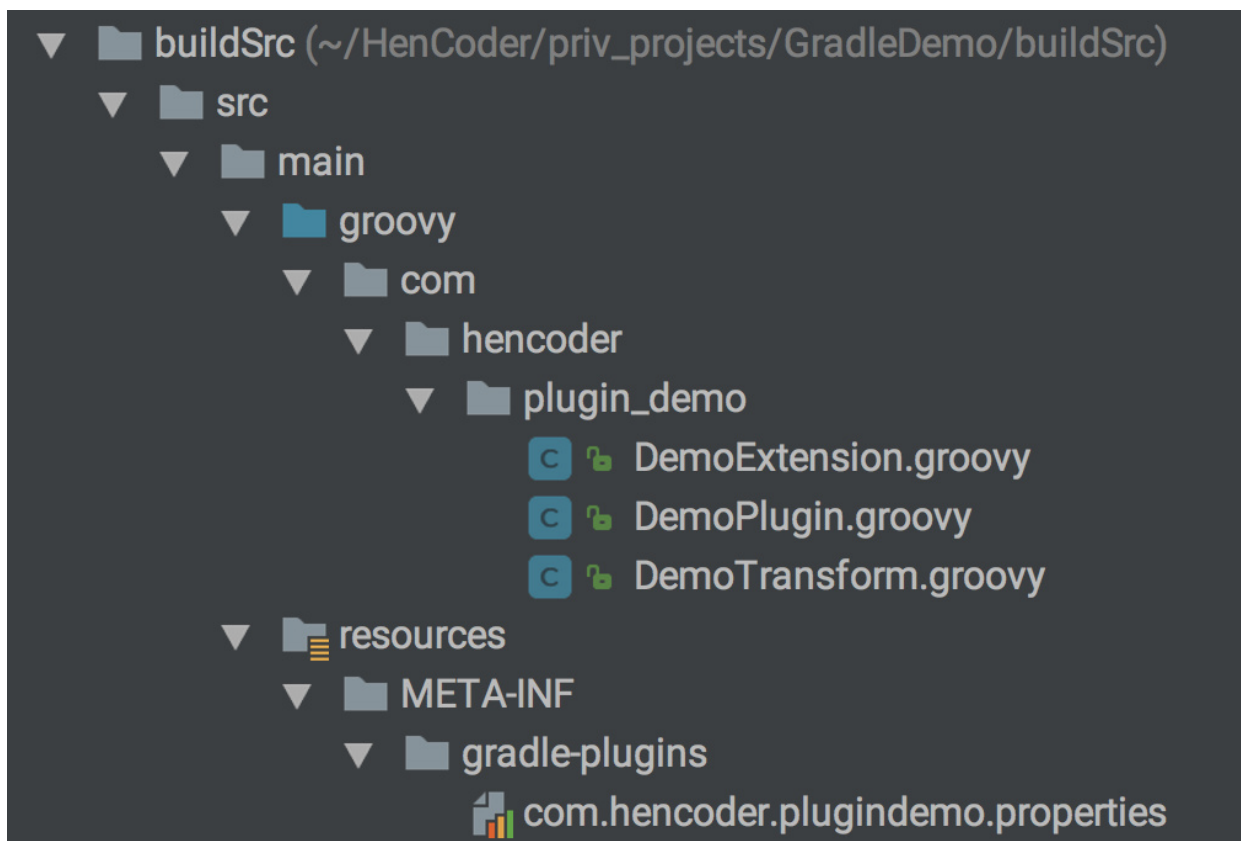 buildSrc (~/HenCoder/priv_projects/GradleDemo/buildSrc)
src
main
groovy
com
hencoder
plugin_demo
C DemoExtension.groovy
C DemoPlugin.groovy
C DemoTransform.groovy
resources
META-INF
gradle-plugins
com.hencoder.plugindemo.properties